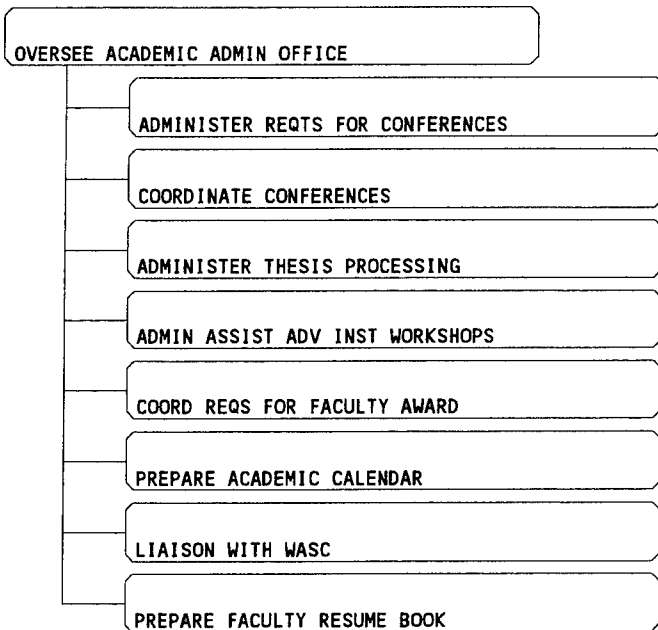 OVERSEE ACADEMIC ADMIN OFFICE
ADMINISTER REQTS FOR CONFERENCES
COORDINATE CONFERENCES
ADMINISTER THESIS PROCESSING
ADMIN ASSIST ADV INST WORKSHOPS
COORD REQS FOR FACULTY AWARD
PREPARE ACADEMIC CALENDAR
LIAISON WITH WASC
PREPARE FACULTY RESUME BOOK